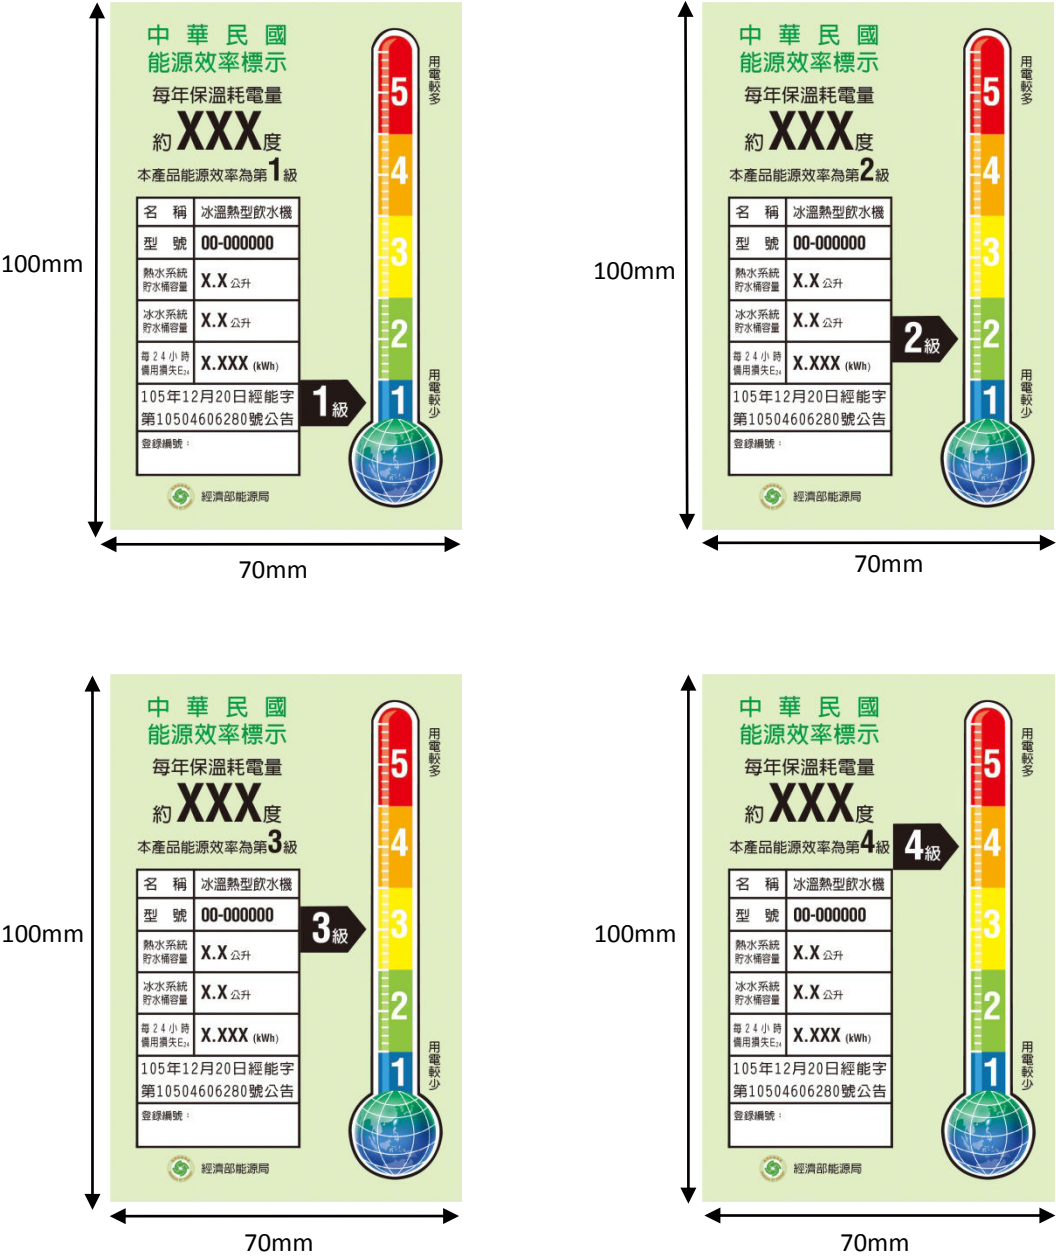 中華民國
能源效率標示
每年保溫耗電量
約XXX度
本產品能源效率為第1級
名稱 冰溫熱型飲水機
型號 00-000000
熱水系統
貯水桶容量 X.X 公升
冰水系統
貯水桶容量 X.X 公升
每24小時
備用損失E24 X.XXX (kWh)
105年12月20日經能字
第10504606280號公告
登錄編號：
經濟部能源局
1級
用電較多
5
4
3
2
1
用電較少
100mm
70mm
中華民國
能源效率標示
每年保溫耗電量
約XXX度
本產品能源效率為第2級
名稱 冰溫熱型飲水機
型號 00-000000
熱水系統
貯水桶容量 X.X 公升
冰水系統
貯水桶容量 X.X 公升
每24小時
備用損失E24 X.XXX (kWh)
105年12月20日經能字
第10504606280號公告
登錄編號：
經濟部能源局
2級
用電較多
5
4
3
2
1
用電較少
100mm
70mm
中華民國
能源效率標示
每年保溫耗電量
約XXX度
本產品能源效率為第3級
名稱 冰溫熱型飲水機
型號 00-000000
熱水系統
貯水桶容量 X.X 公升
冰水系統
貯水桶容量 X.X 公升
每24小時
備用損失E24 X.XXX (kWh)
105年12月20日經能字
第10504606280號公告
登錄編號：
經濟部能源局
3級
用電較多
5
4
3
2
1
用電較少
100mm
70mm
中華民國
能源效率標示
每年保溫耗電量
約XXX度
本產品能源效率為第4級
名稱 冰溫熱型飲水機
型號 00-000000
熱水系統
貯水桶容量 X.X 公升
冰水系統
貯水桶容量 X.X 公升
每24小時
備用損失E24 X.XXX (kWh)
105年12月20日經能字
第10504606280號公告
登錄編號：
經濟部能源局
4級
用電較多
5
4
3
2
1
用電較少
100mm
70mm